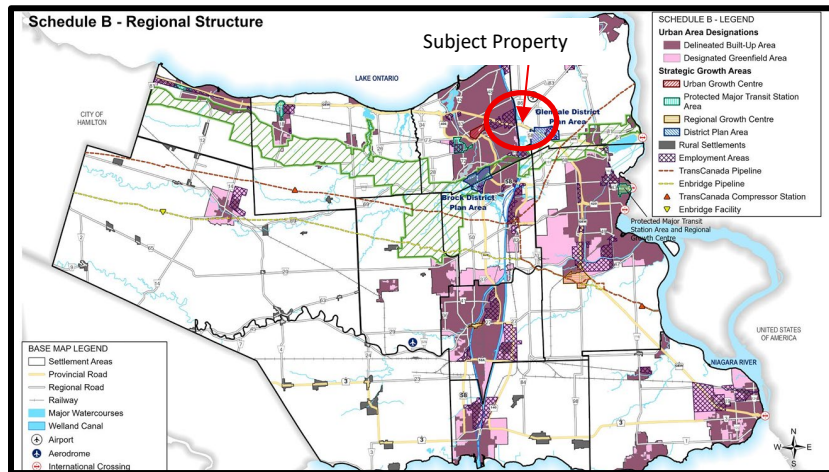 Schedule B - Regional Structure
Subject Property
LAKE ONTARIO
CITY OF
HAMILTON
Glendale District
Plan Area
Brock District
Plan Area
Protected Major Transit
Station Area and Regional
Growth Centre
UNITED STATES
OF AMERICA
NIAGARA RIVER
SCHEDULE B - LEGEND
Urban Area Designations
Delineated Built-Up Area
Designated Greenfield Area
Strategic Growth Areas
Urban Growth Centre
Protected Major Transit Station
Area
Regional Growth Centre
District Plan Area
Rural Settlements
Employment Areas
TransCanada Pipeline
Enbridge Pipeline
TransCanada Compressor Station
Enbridge Facility
BASE MAP LEGEND
Settlement Areas
Provincial Road
Regional Road
Railway
Major Watercourses
Welland Canal
Airport
Aerodrome
International Crossing
3
3
3
3
N
W E
S